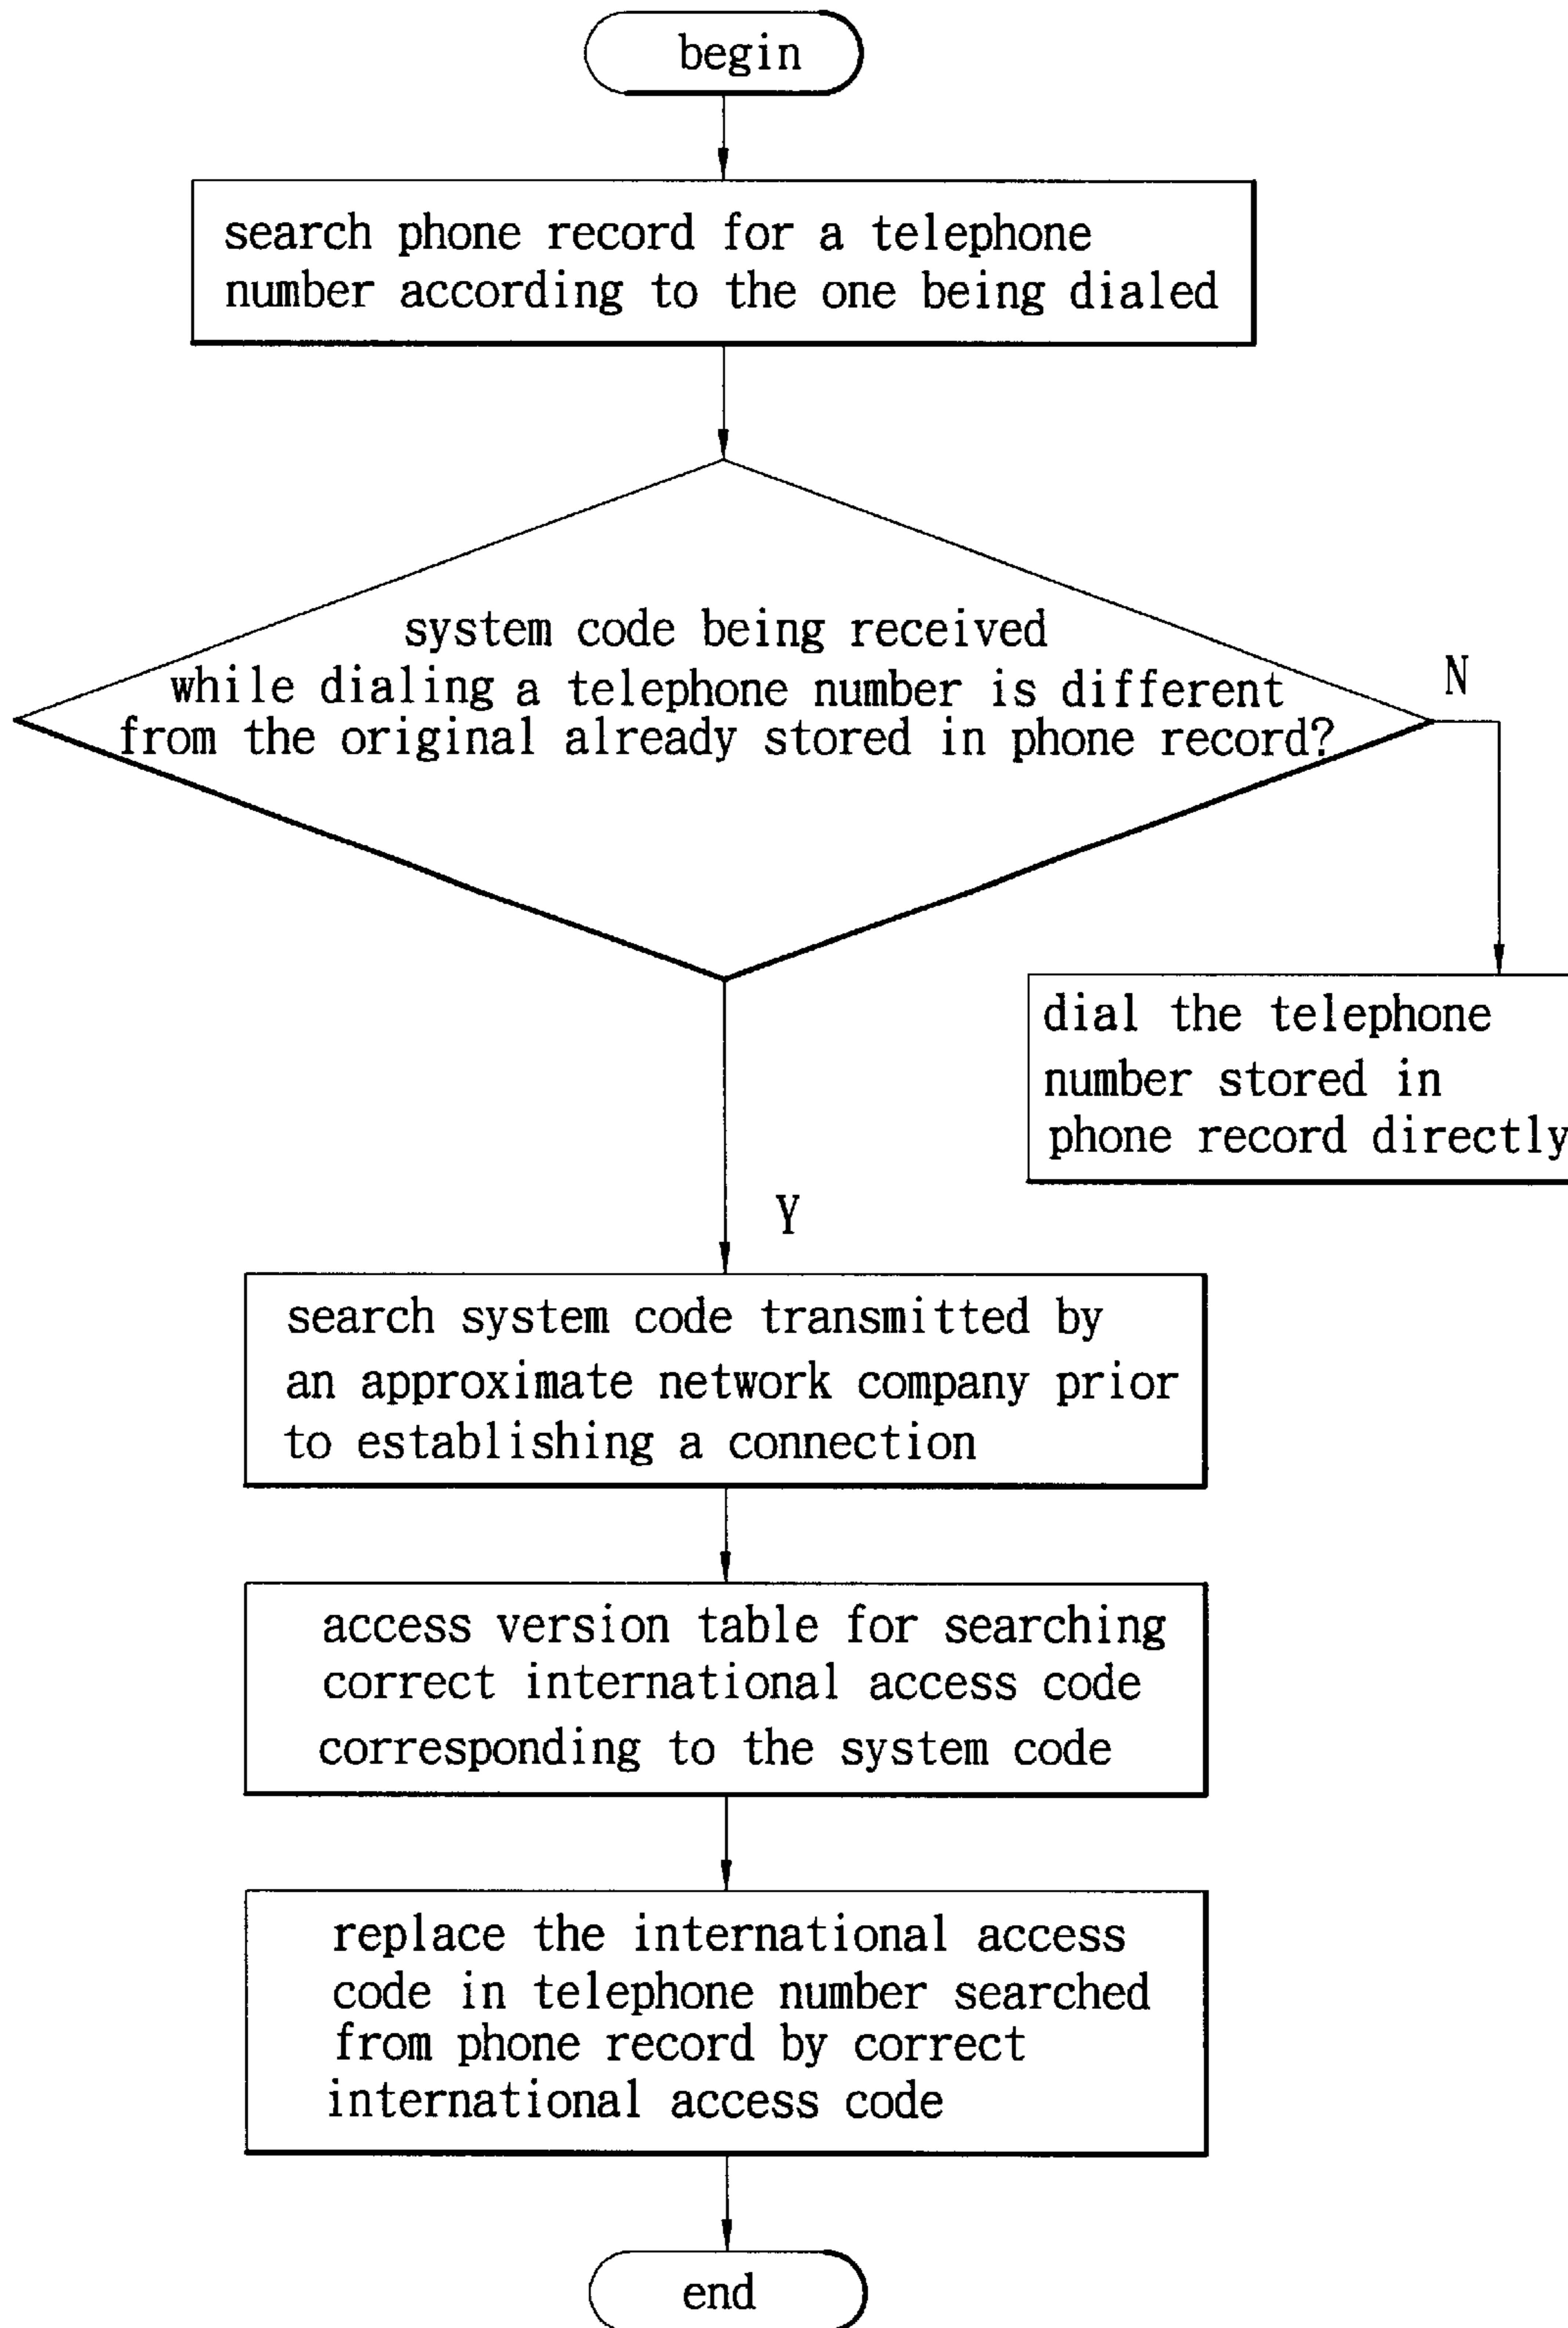 begin
search phone record for a telephone
number according to the one being dialed
system code being received
while dialing a telephone number is different
from the original already stored in phone record?
N
dial the telephone
number stored in
phone record directly
Y
search system code transmitted by
an approximate network company prior
to establishing a connection
access version table for searching
correct international access code
corresponding to the system code
replace the international access
code in telephone number searched
from phone record by correct
international access code
end